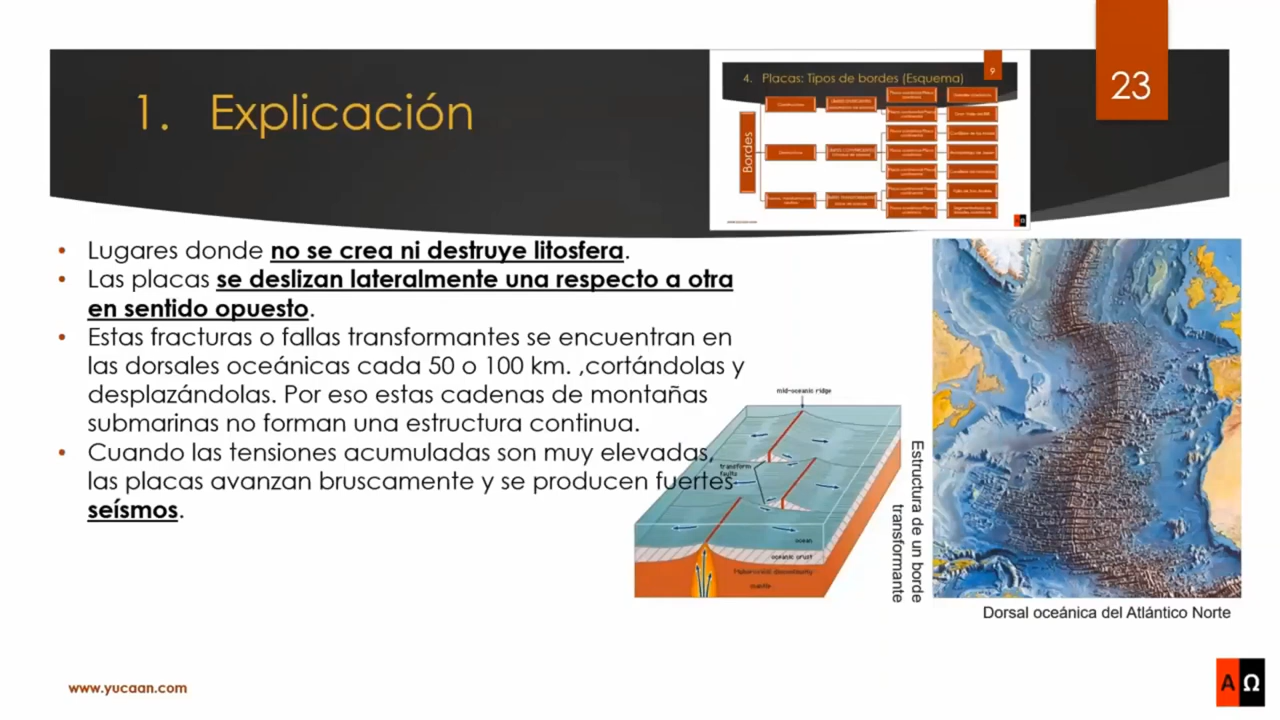 1. Explicación
23
4. Placas: Tipos de bordes (Esquema)
9
Bordes
• Lugares donde no se crea ni destruye litosfera.
• Las placas se deslizan lateralmente una respecto a otra
en sentido opuesto.
• Estas fracturas o fallas transformantes se encuentran en
las dorsales oceánicas cada 50 o 100 km. ,cortándolas y
desplazándolas. Por eso estas cadenas de montañas
submarinas no forman una estructura continua.
• Cuando las tensiones acumuladas son muy elevadas,
las placas avanzan bruscamente y se producen fuertes
seísmos.
mid-oceanic ridge
transform
faults
ocean
oceanic crust
mantle
Estructura de un borde
transformante
Dorsal oceánica del Atlántico Norte
www.yucaan.com
AΩ